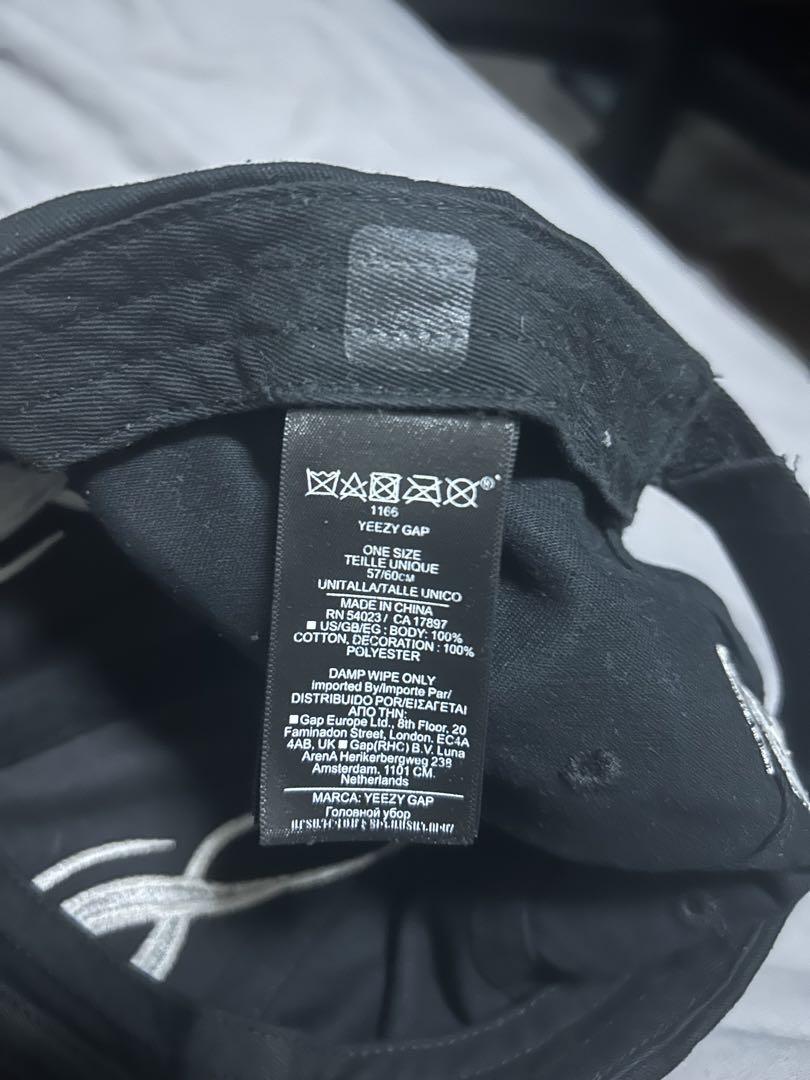 1166
YEEZY GAP
ONE SIZE
TEILLE UNIQUE
57/60CM
UNITALLA/TALLE UNICO
MADE IN CHINA
RN 54023 / CA 17897
■ US/GB/EG : BODY: 100%
COTTON, DECORATION : 100%
POLYESTER
DAMP WIPE ONLY
Imported By/Importe Par/
DISTRIBUIDO POR/ΕΙΣΑΓΕΤΑΙ
ΑΠΟ ΤΗΝ:
■ Gap Europe Ltd., 8th Floor, 20
Faminadon Street, London, EC4A
4AB, UK ■ Gap(RHC) B.V. Luna
ArenA Herikerbergweg 238
Amsterdam, 1101 CM.
Netherlands
MARCA: YEEZY GAP
Головной убор